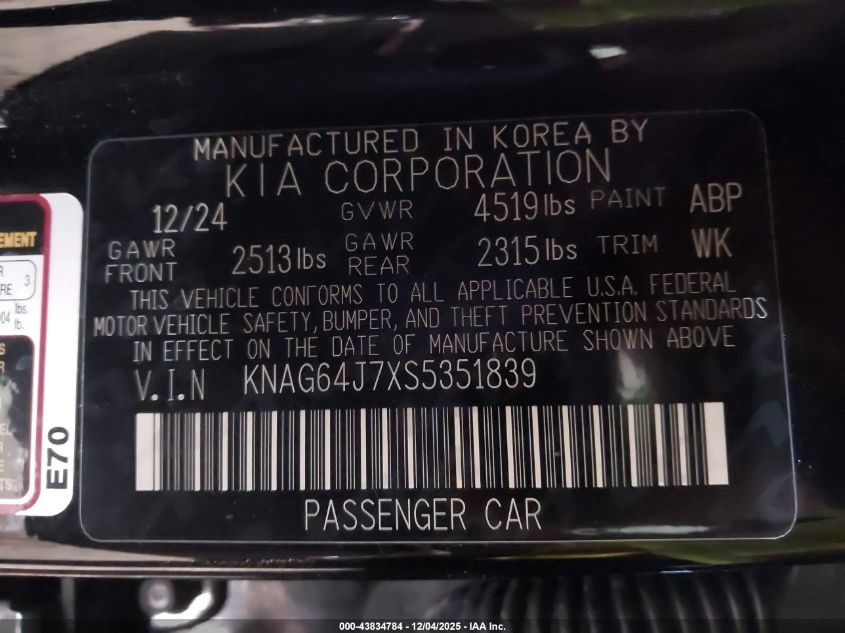 MANUFACTURED IN KOREA BY
KIA CORPORATION
12/24 GVWR 4519 lbs PAINT ABP
GAWR FRONT 2513 lbs GAWR REAR 2315 lbs TRIM WK
THIS VEHICLE CONFORMS TO ALL APPLICABLE U.S.A. FEDERAL
MOTOR VEHICLE SAFETY, BUMPER, AND THEFT PREVENTION STANDARDS
IN EFFECT ON THE DATE OF MANUFACTURE SHOWN ABOVE
V.I.N KNAG64J7XS5351839
PASSENGER CAR
3
lbs.
lb.
E70
000-43834784 - 12/04/2025 - IAA Inc.